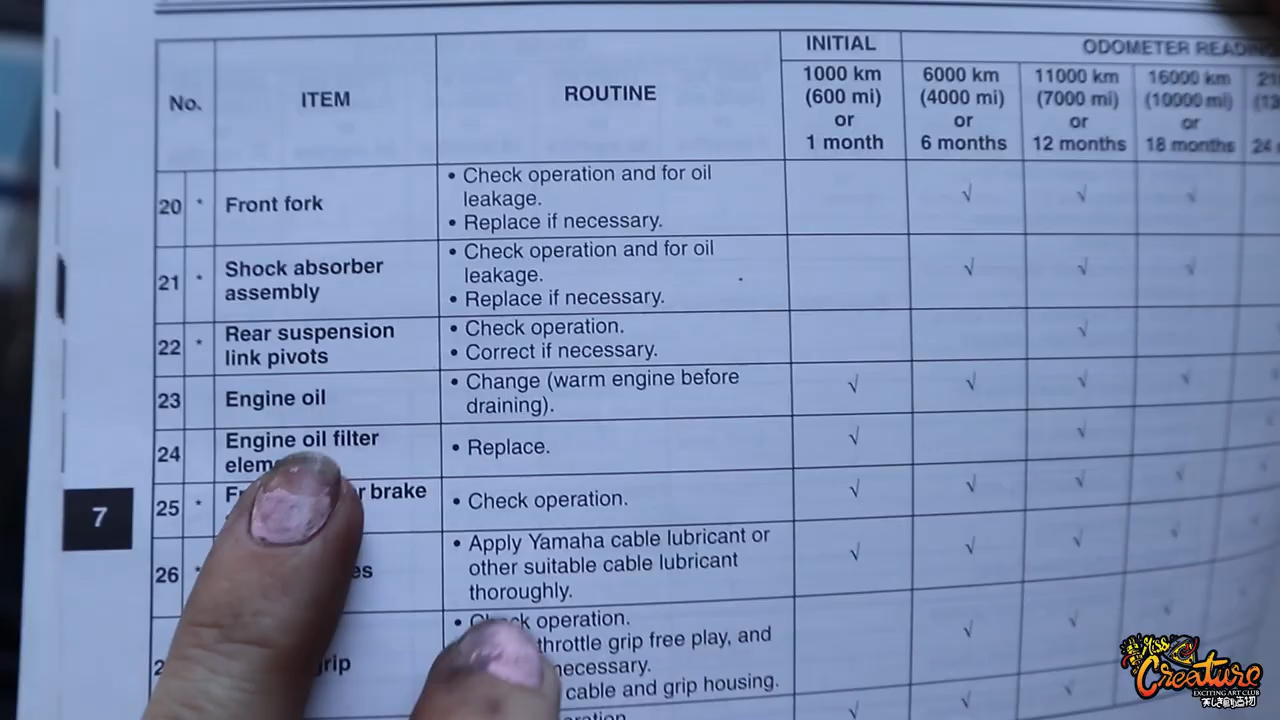 INITIAL
ODOMETER READING
No.
ITEM
ROUTINE
1000 km
(600 mi)
or
1 month
6000 km
(4000 mi)
or
6 months
11000 km
(7000 mi)
or
12 months
16000 km
(10000 mi)
or
18 months
24
20 * Front fork
• Check operation and for oil
leakage.
• Replace if necessary.
√ √ √
21 * Shock absorber
assembly
• Check operation and for oil
leakage.
• Replace if necessary.
√ √ √
22 * Rear suspension
link pivots
• Check operation.
• Correct if necessary.
√
23 Engine oil
• Change (warm engine before
draining).
√ √ √ √
24 Engine oil filter
• Replace.
√ √
25 * brake
• Check operation.
√ √ √ √
26 *
• Apply Yamaha cable lubricant or
other suitable cable lubricant
thoroughly.
√ √ √ √
grip
• Check operation.
throttle grip free play, and
necessary.
cable and grip housing.
√ √ √
√ √ √
7
Miss
Creature
EXCITING ART CLUB